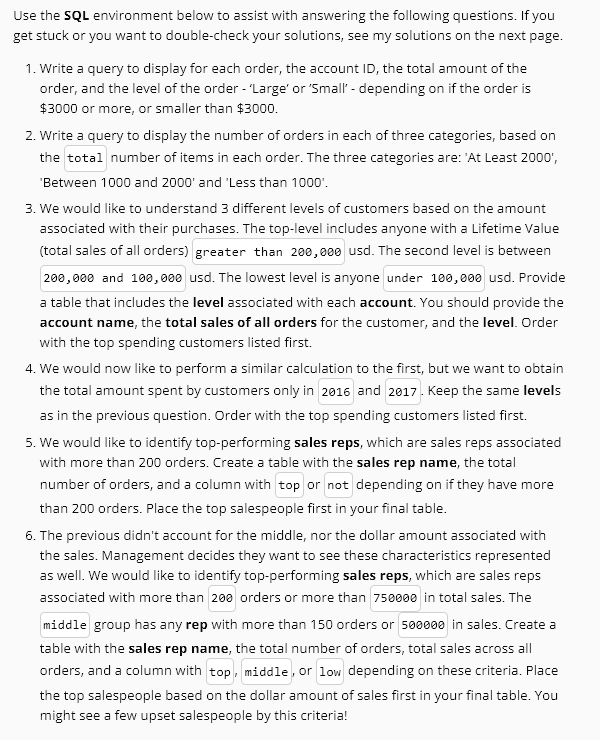 Use the SQL environment below to assist with answering the following questions. If you
get stuck or you want to double-check your solutions, see my solutions on the next page.
1. Write a query to display for each order, the account ID, the total amount of the
order, and the level of the order - ‘Large’ or ’Small’ - depending on if the order is
$3000 or more, or smaller than $3000.
2. Write a query to display the number of orders in each of three categories, based on
the total number of items in each order. The three categories are: 'At Least 2000',
'Between 1000 and 2000' and 'Less than 1000'.
3. We would like to understand 3 different levels of customers based on the amount
associated with their purchases. The top-level includes anyone with a Lifetime Value
(total sales of all orders) greater than 200,000 usd. The second level is between
200,000 and 100,000 usd. The lowest level is anyone under 100,000 usd. Provide
a table that includes the level associated with each account. You should provide the
account name, the total sales of all orders for the customer, and the level. Order
with the top spending customers listed first.
4. We would now like to perform a similar calculation to the first, but we want to obtain
the total amount spent by customers only in 2016 and 2017. Keep the same levels
as in the previous question. Order with the top spending customers listed first.
5. We would like to identify top-performing sales reps, which are sales reps associated
with more than 200 orders. Create a table with the sales rep name, the total
number of orders, and a column with top or not depending on if they have more
than 200 orders. Place the top salespeople first in your final table.
6. The previous didn't account for the middle, nor the dollar amount associated with
the sales. Management decides they want to see these characteristics represented
as well. We would like to identify top-performing sales reps, which are sales reps
associated with more than 200 orders or more than 750000 in total sales. The
middle group has any rep with more than 150 orders or 500000 in sales. Create a
table with the sales rep name, the total number of orders, total sales across all
orders, and a column with top, middle, or low depending on these criteria. Place
the top salespeople based on the dollar amount of sales first in your final table. You
might see a few upset salespeople by this criteria!